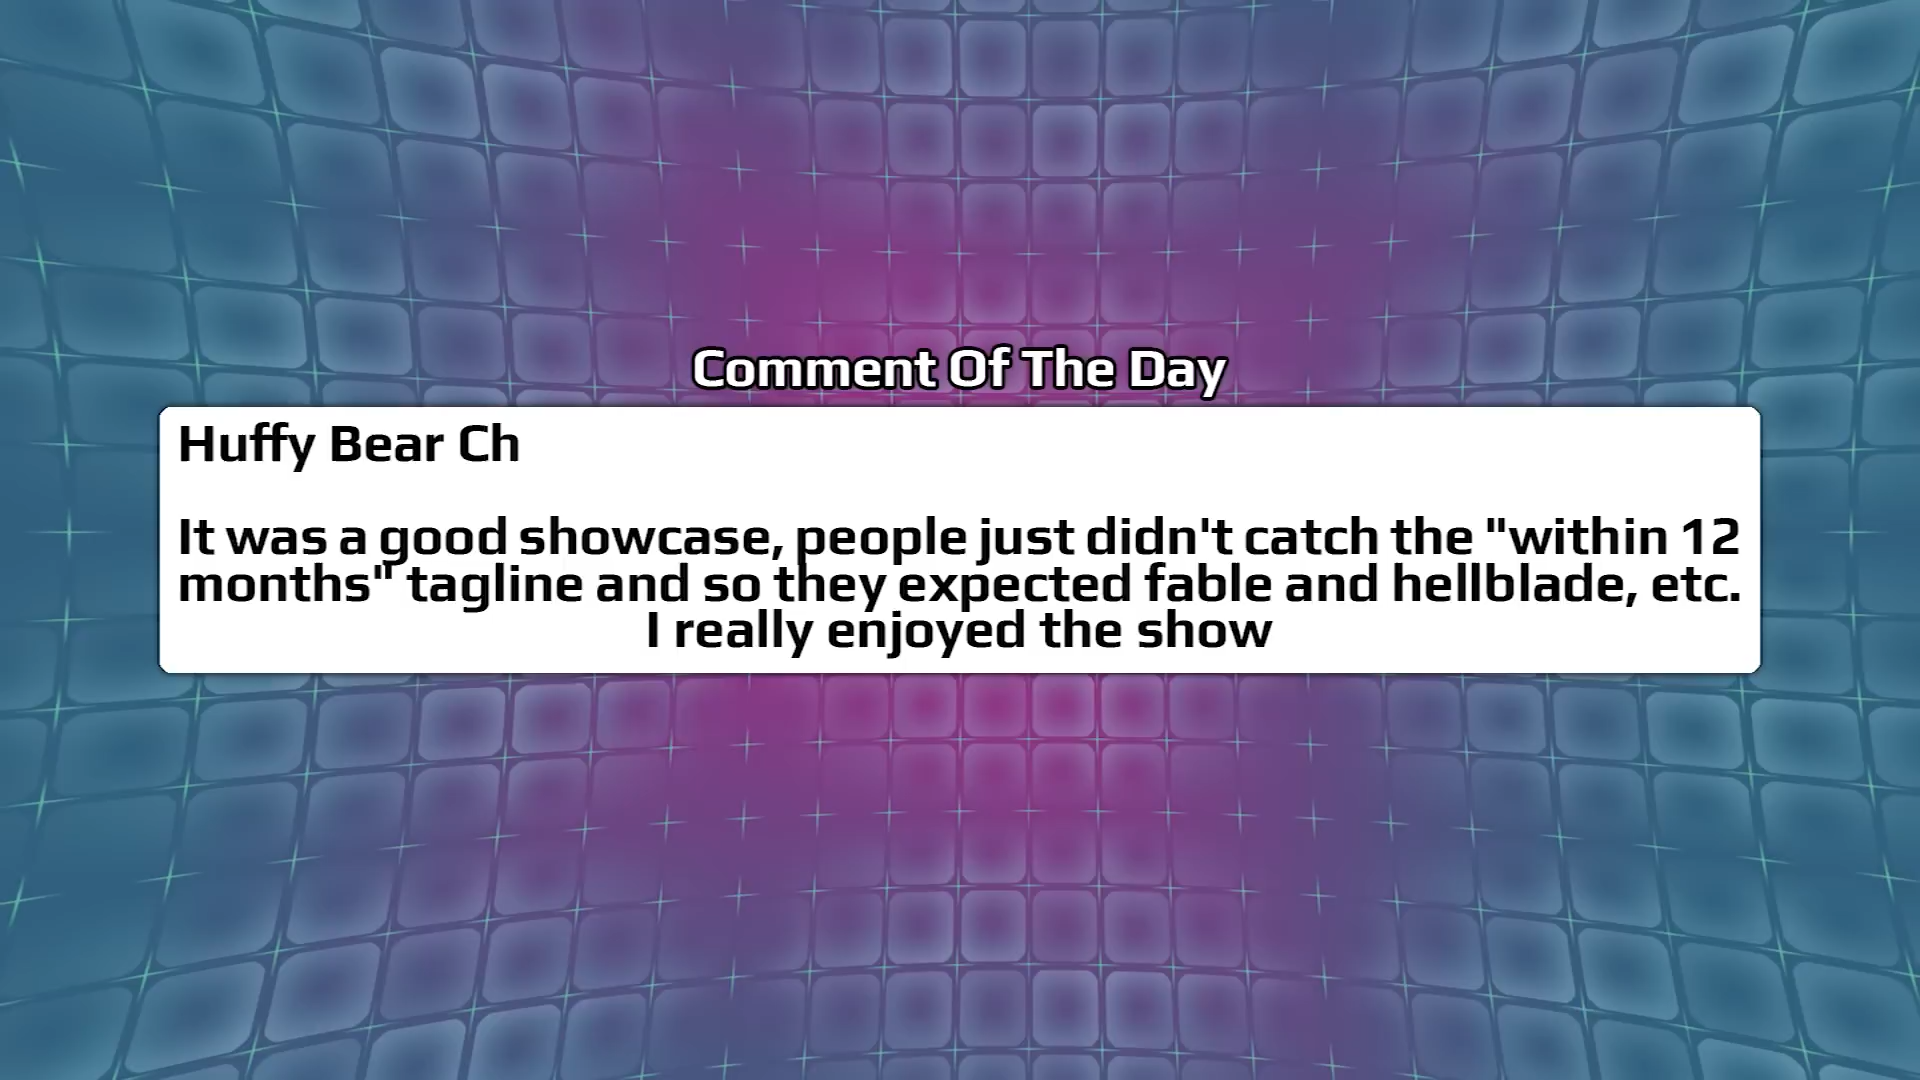 Comment Of The Day
Huffy Bear Ch
It was a good showcase, people just didn't catch the "within 12
months" tagline and so they expected fable and hellblade, etc.
I really enjoyed the show